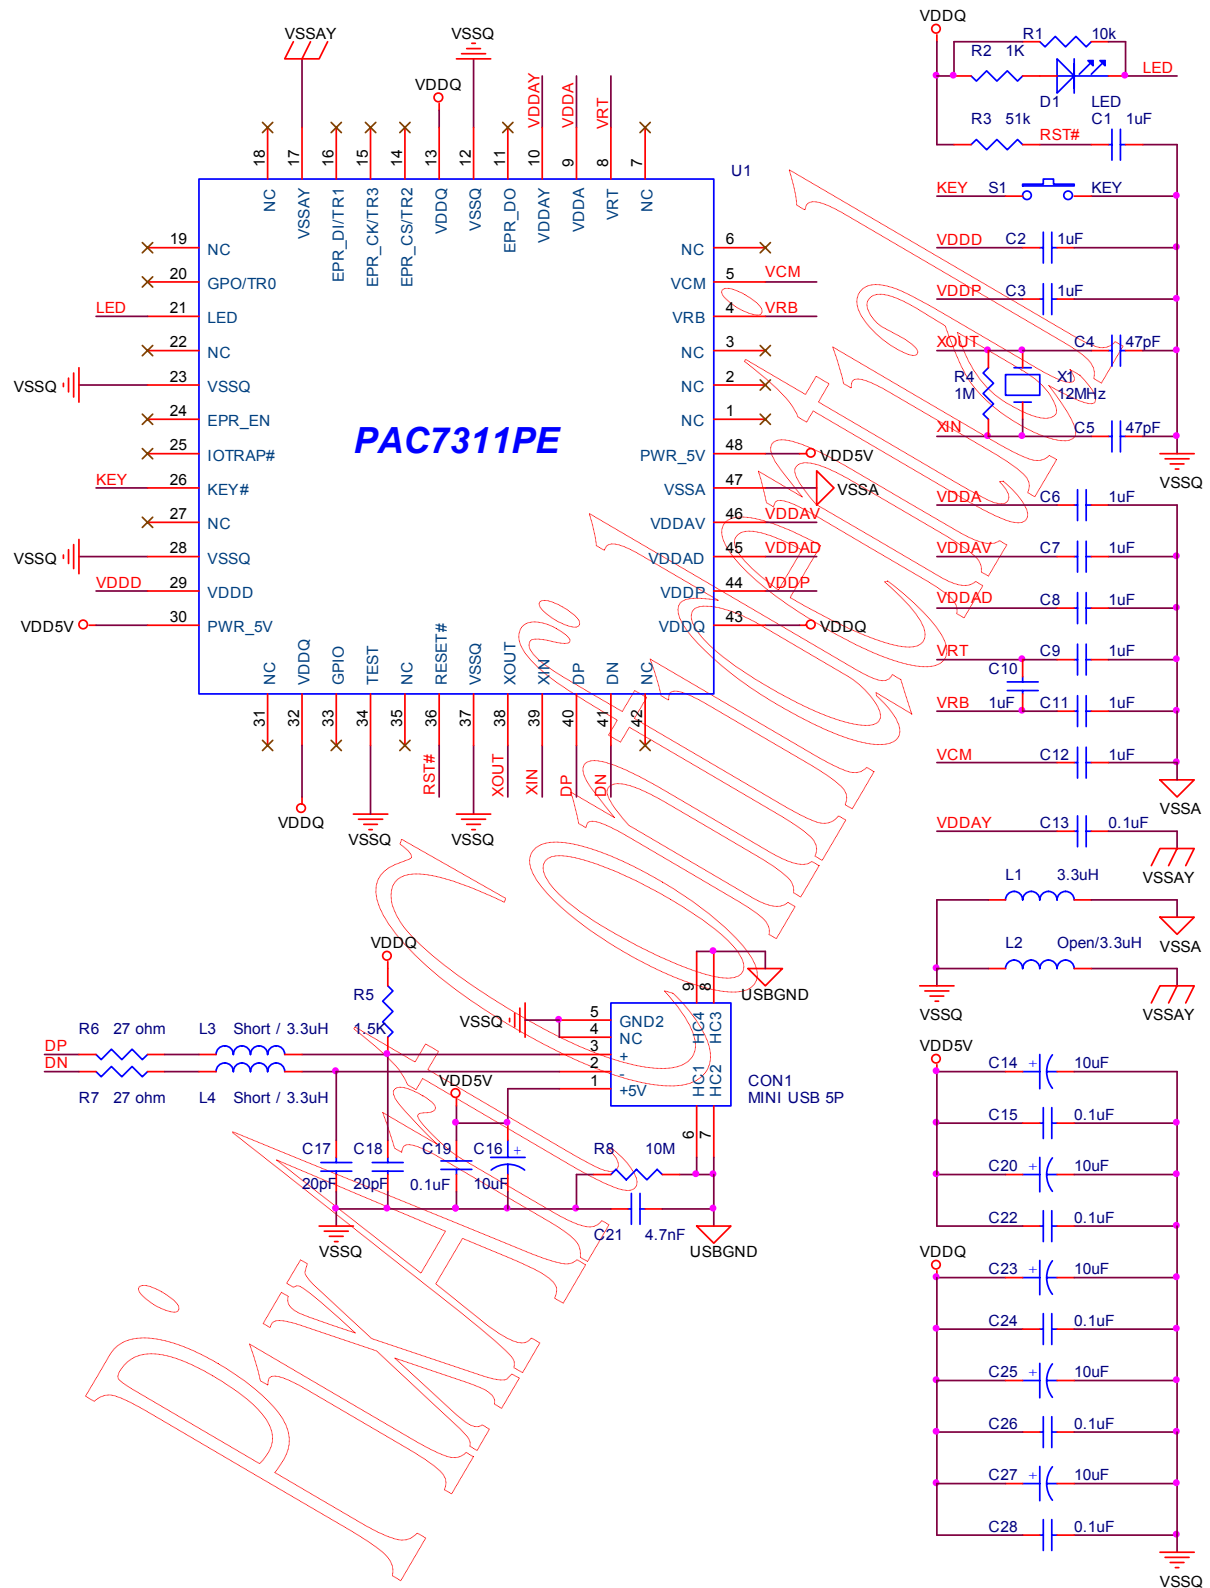 VSSAY
VSSQ
VDDQ
VDDAY
VDDA
VRT
18
17
16
15
14
13
12
11
10
9
8
7
NC
VSSAY
EPR_DI/TR1
EPR_CK/TR3
EPR_CS/TR2
VDDQ
VSSQ
EPR_DO
VDDAY
VDDA
VRT
NC
U1
19 NC
20 GPO/TR0
LED 21 LED
22 NC
VSSQ 23 VSSQ
24 EPR_EN
25 IOTRAP#
KEY 26 KEY#
27 NC
VSSQ 28 VSSQ
VDDD 29 VDDD
VDD5V 30 PWR_5V
PAC7311PE
NC 6
VCM 5 VCM
VRB 4 VRB
NC 3
NC 2
NC 1
PWR_5V 48 VDD5V
VSSA 47 VSSA
VDDAV 46 VDDAV
VDDAD 45 VDDAD
VDDP 44 VDDP
VDDQ 43 VDDQ
NC
VDDQ
GPIO
TEST
NC
RESET#
VSSQ
XOUT
XIN
DP
DN
NC
31
32
33
34
35
36
37
38
39
40
41
42
RST#
XOUT
XIN
DP
DN
VDDQ
VSSQ
VSSQ
VDDQ
R1 10k
R2 1K
LED
D1 LED
R3 51k
RST#
C1 1uF
KEY S1 KEY
VDDD C2 1uF
VDDP C3 1uF
XOUT C4 47pF
R4
1M
X1
12MHz
XIN C5 47pF
VSSQ
VDDA C6 1uF
VDDAV C7 1uF
VDDAD C8 1uF
VRT C9 1uF
C10
1uF
VRB C11 1uF
VCM C12 1uF
VSSA
VDDAY C13 0.1uF
VSSAY
L1 3.3uH
VSSA
L2 Open/3.3uH
VSSQ
VSSAY
VDDQ
R5
1.5K
VSSQ
R6 27 ohm L3 Short / 3.3uH
DP
DN
R7 27 ohm L4 Short / 3.3uH
VDD5V
5 GND2
4 NC
3 +
2 -
1 +5V
9
8
HC4
HC3
HC1
HC2
6
7
USBGND
CON1
MINI USB 5P
C17
20pF
C18
20pF
C19
0.1uF
C16 +
10uF
R8 10M
C21 4.7nF
VSSQ
USBGND
VDD5V
C14 + 10uF
C15 0.1uF
C20 + 10uF
C22 0.1uF
VDDQ
C23 + 10uF
C24 0.1uF
C25 + 10uF
C26 0.1uF
C27 + 10uF
C28 0.1uF
VSSQ